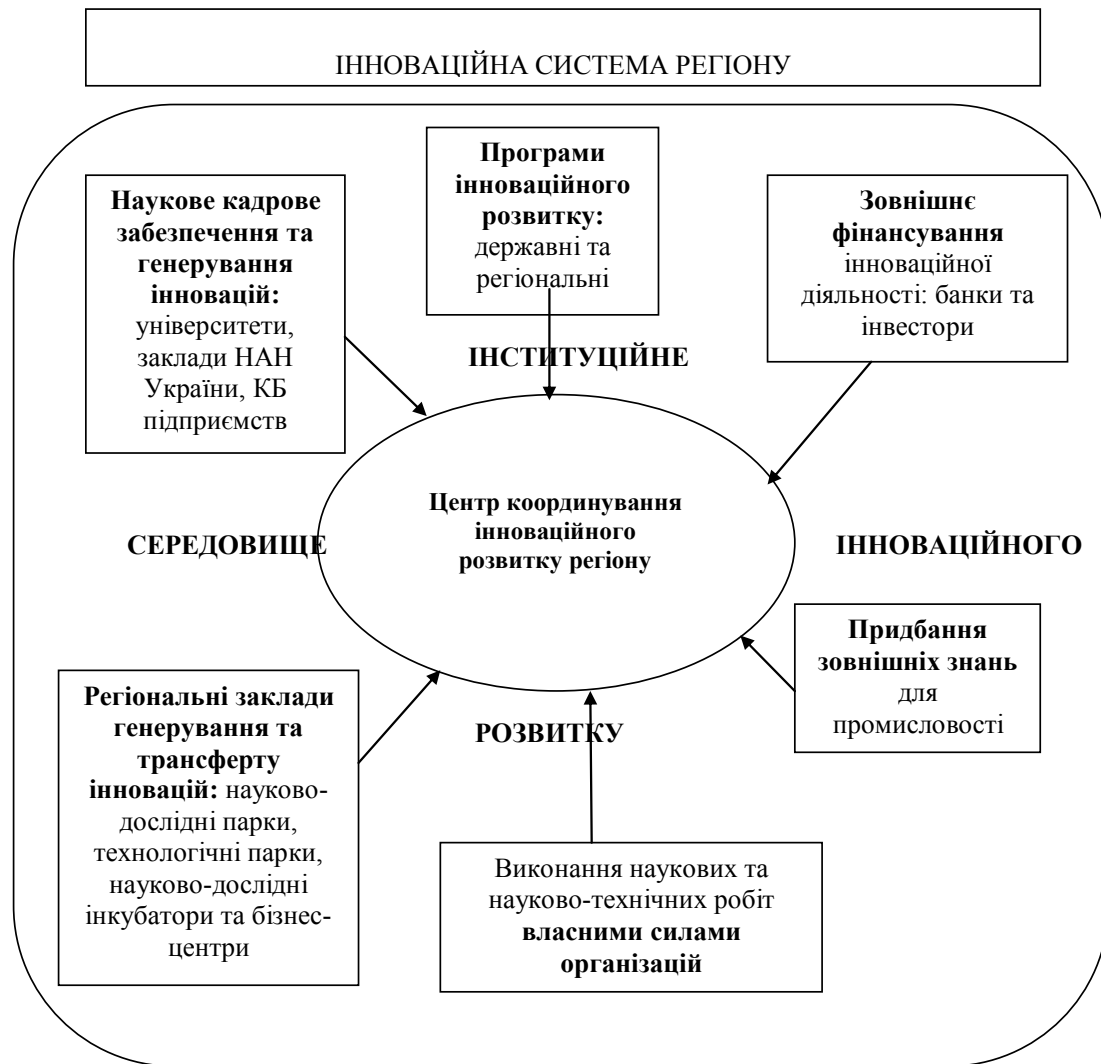 ІННОВАЦІЙНА СИСТЕМА РЕГІОНУ
Наукове кадрове
забезпечення та
генерування
інновацій:
університети,
заклади НАН
України, КБ
підприємств
Програми
інноваційного
розвитку:
державні та
регіональні
Зовнішнє
фінансування
інноваційної
діяльності: банки та
інвестори
ІНСТИТУЦІЙНЕ
Центр координування
інноваційного
розвитку регіону
СЕРЕДОВИЩЕ
ІННОВАЦІЙНОГО
Придбання
зовнішніх знань
для
промисловості
Регіональні заклади
генерування та
трансферту
інновацій: науково-
дослідні парки,
технологічні парки,
науково-дослідні
інкубатори та бізнес-
центри
РОЗВИТКУ
Виконання наукових та
науково-технічних робіт
власними силами
організацій